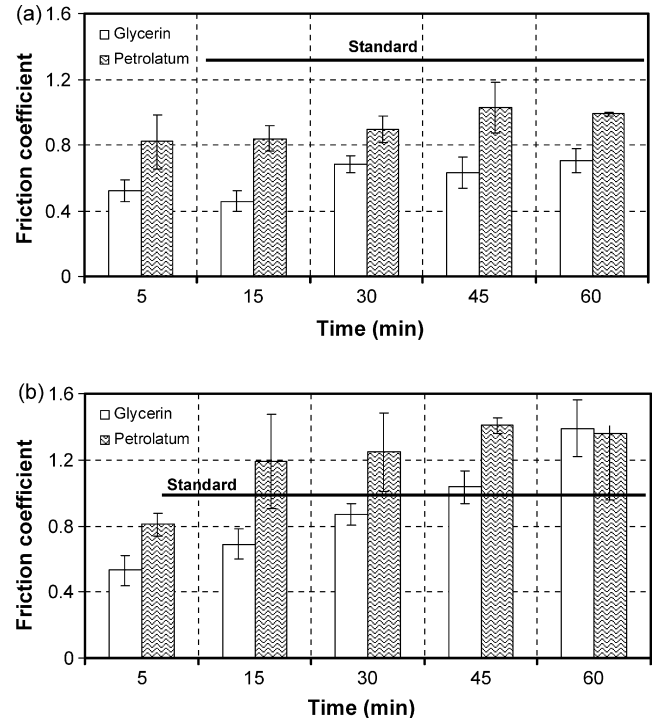 (a)
1.6
Glycerin
Petrolatum
Standard
1.2
0.8
0.4
0
Friction coefficient
5 15 30 45 60
Time (min)
(b)
1.6
Glycerin
Petrolatum
1.2
Standard
0.8
0.4
0
Friction coefficient
5 15 30 45 60
Time (min)